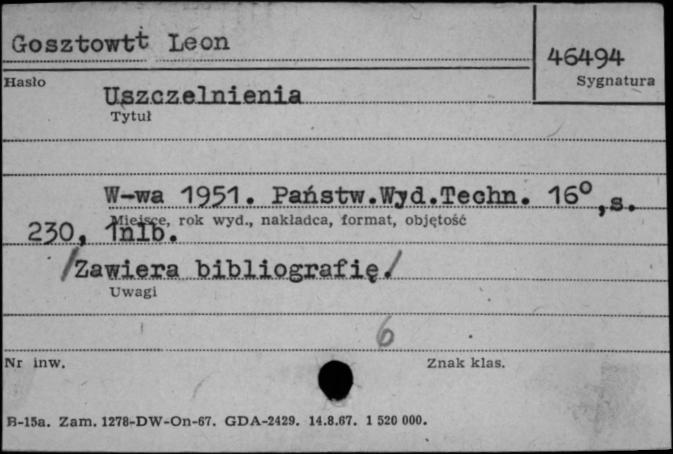 Gosztowtt Leon
46494
Hasło
Sygnatura
Uszczelnienia
Tytuł
W-wa 1951. Państw.Wyd.Techn. 16°,s.
Miejsce, rok wyd., nakładca, format, objętość
230, 1nlb.
/Zawiera bibliografię/
Uwagi
6
Nr inw.
Znak klas.
B-15a. Zam. 1278-DW-On-67. GDA-2429. 14.8.67. 1 520 000.